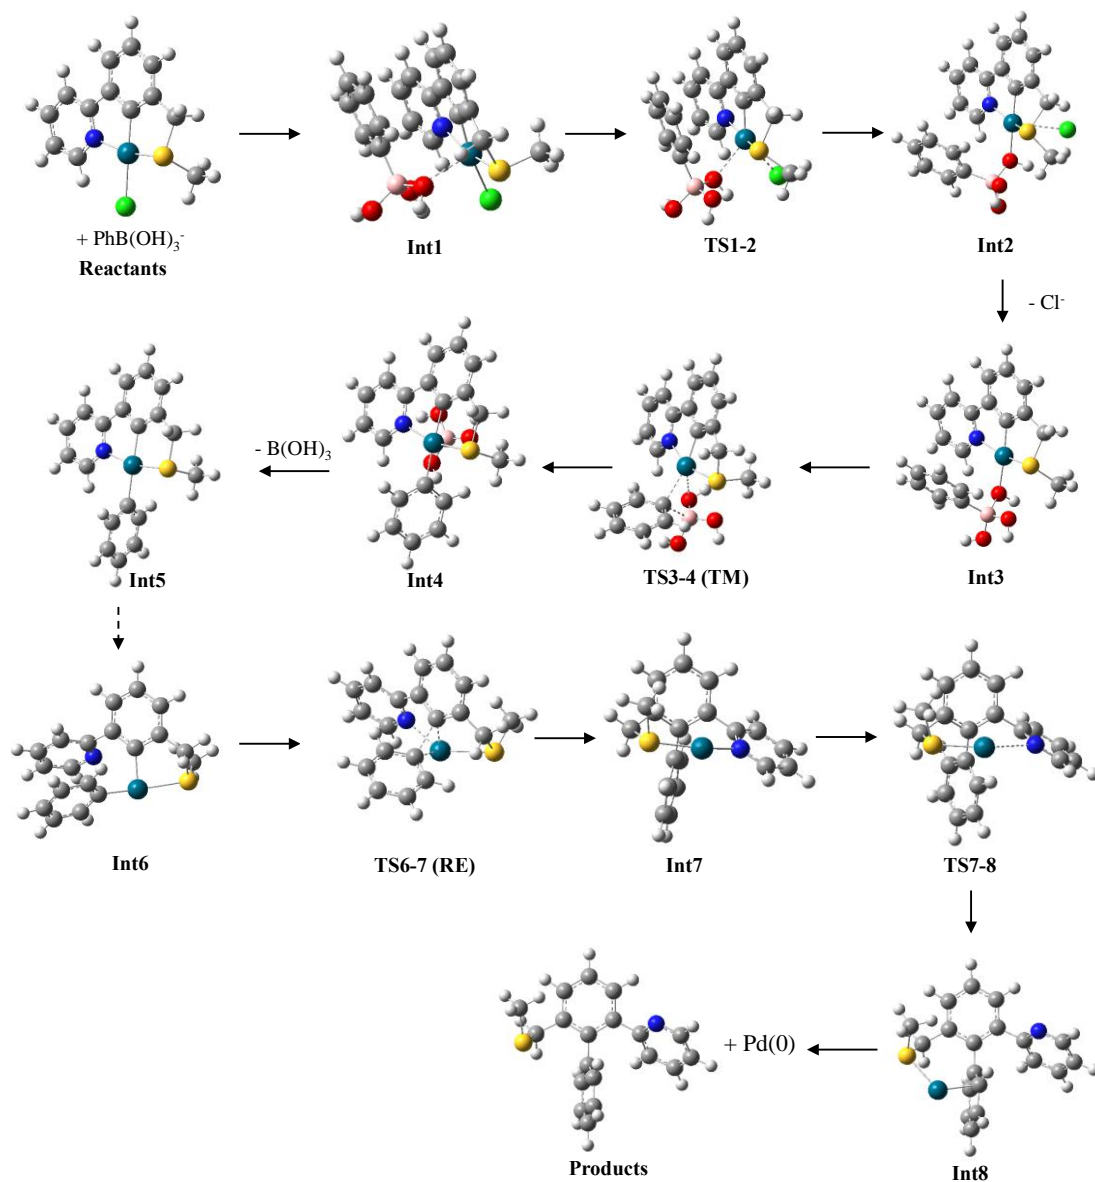 + PhB(OH)₃⁻
Reactants
Int1
TS1-2
Int2
- Cl⁻
Int5
- B(OH)₃
Int4
TS3-4 (TM)
Int3
Int6
TS6-7 (RE)
Int7
TS7-8
Products
+ Pd(0)
Int8